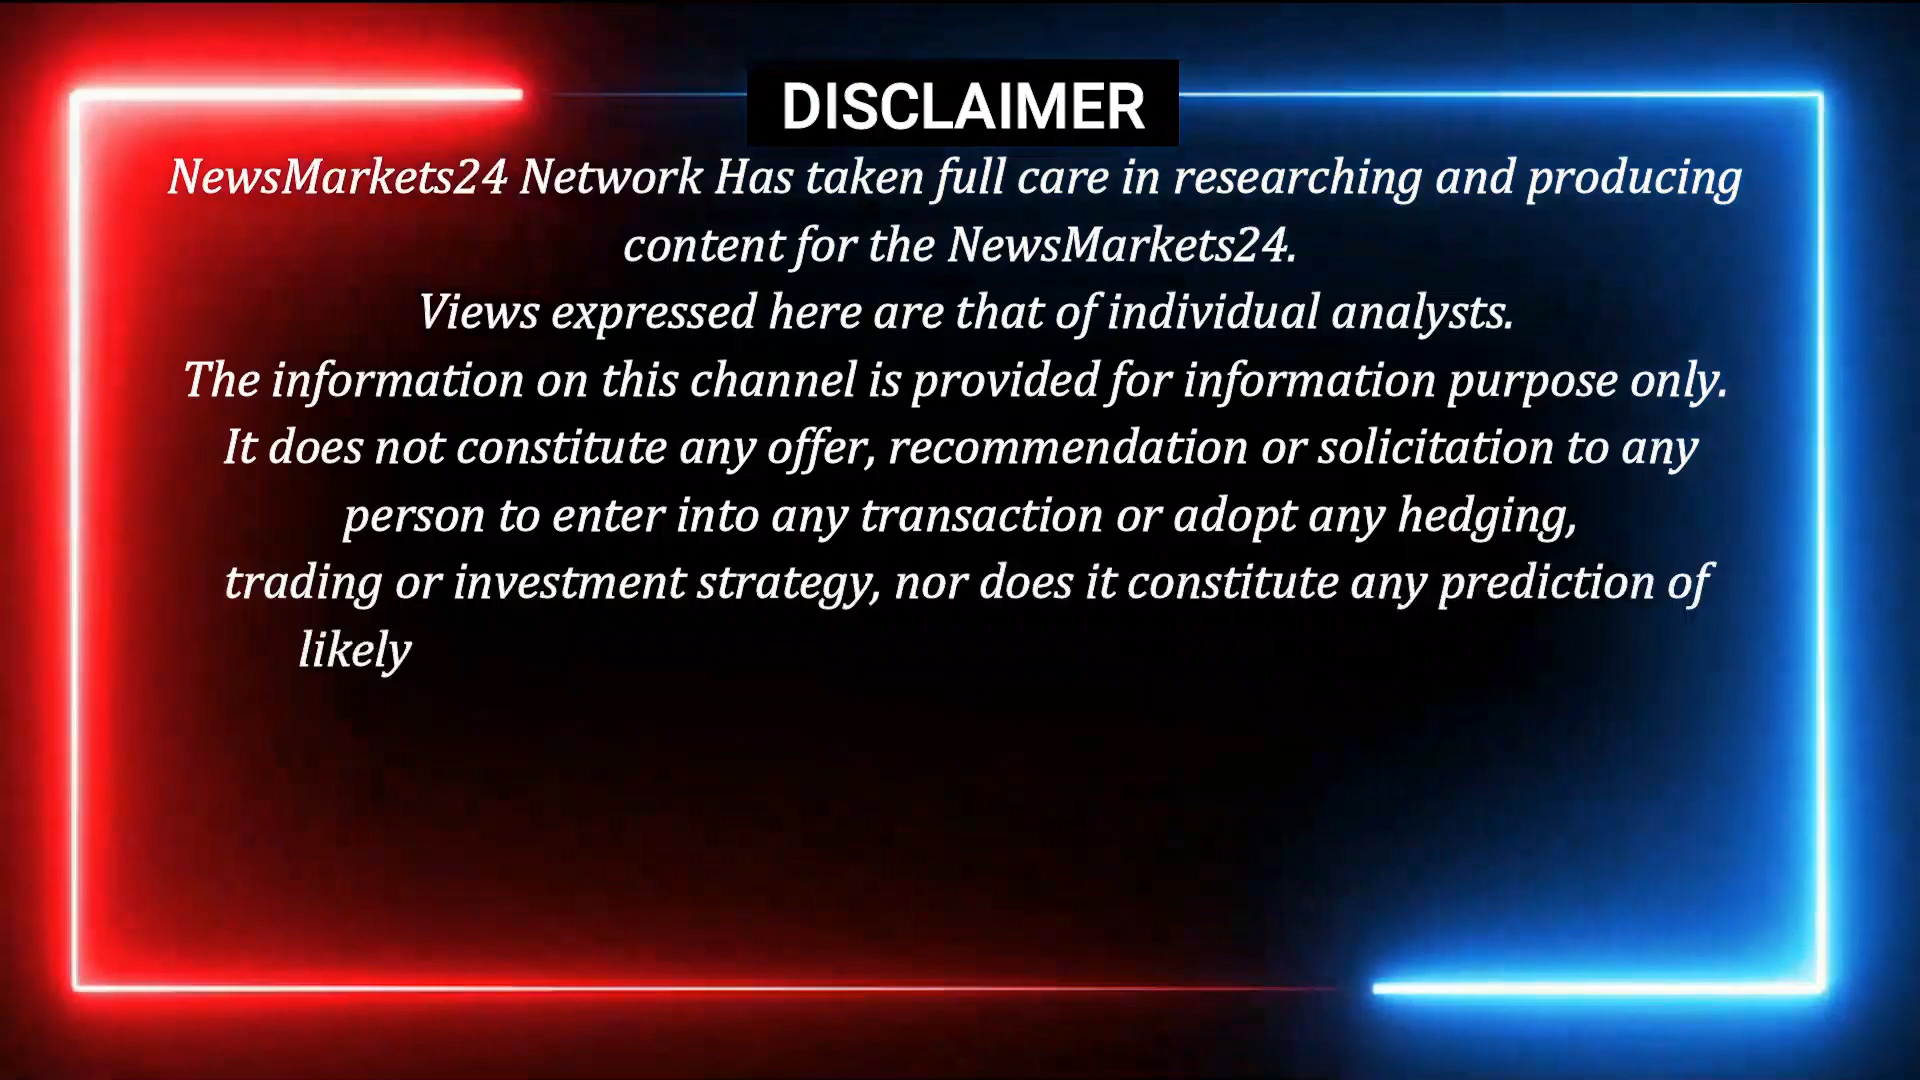 DISCLAIMER
NewsMarkets24 Network Has taken full care in researching and producing
content for the NewsMarkets24.
Views expressed here are that of individual analysts.
The information on this channel is provided for information purpose only.
It does not constitute any offer, recommendation or solicitation to any
person to enter into any transaction or adopt any hedging,
trading or investment strategy, nor does it constitute any prediction of
likely